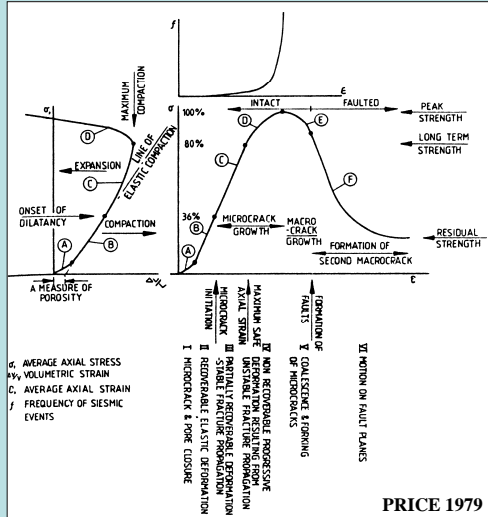 f
ε
MAXIMUM
COMPACTION
σ₁
D
LINE OF
ELASTIC COMPACTION
EXPANSION
C
ONSET OF
DILATANCY
COMPACTION
A
B
A MEASURE OF
POROSITY
σ
100%
INTACT
FAULTED
PEAK
STRENGTH
D
E
80%
LONG TERM
STRENGTH
C
F
36%
MICROCRACK
GROWTH
MACRO
-CRACK
GROWTH
B
A
FORMATION OF
SECOND MACROCRACK
RESIDUAL
STRENGTH
I MICROCRACK & PORE CLOSURE
II RECOVERABLE ELASTIC DEFORMATION
MICROCRACK
INITIATION
III PARTIALLY RECOVERABLE DEFORMATION
-STABLE FRACTURE PROPAGATION
MAXIMUM SAFE
AXIAL STRAIN
IV NON RECOVERABLE PROGRESSIVE
DEFORMATION RESULTING FROM
UNSTABLE FRACTURE PROPAGATION
FORMATION OF
FAULTS
V COALESCENCE & FORKING
OF MICROCRACKS
VI MOTION ON FAULT PLANES
σ₁ AVERAGE AXIAL STRESS
VOLUMETRIC STRAIN
AVERAGE AXIAL STRAIN
f FREQUENCY OF SIESMIC
EVENTS
PRICE 1979